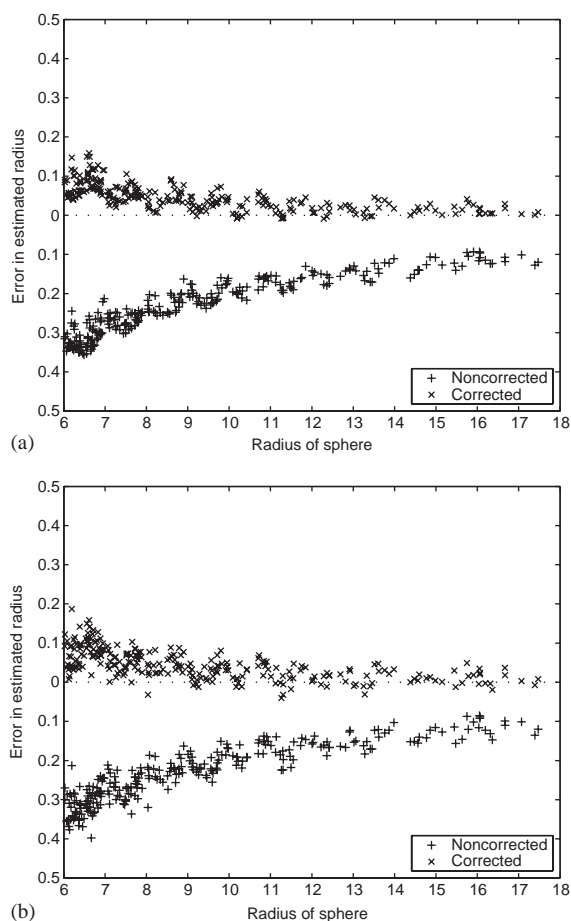 0.5
0.4
0.3
0.2
0.1
0
0.1
0.2
0.3
0.4
0.5
Error in estimated radius
6 7 8 9 10 11 12 13 14 15 16 17 18
Radius of sphere
+ Noncorrected
× Corrected
(a)
0.5
0.4
0.3
0.2
0.1
0
0.1
0.2
0.3
0.4
0.5
Error in estimated radius
6 7 8 9 10 11 12 13 14 15 16 17 18
Radius of sphere
+ Noncorrected
× Corrected
(b)